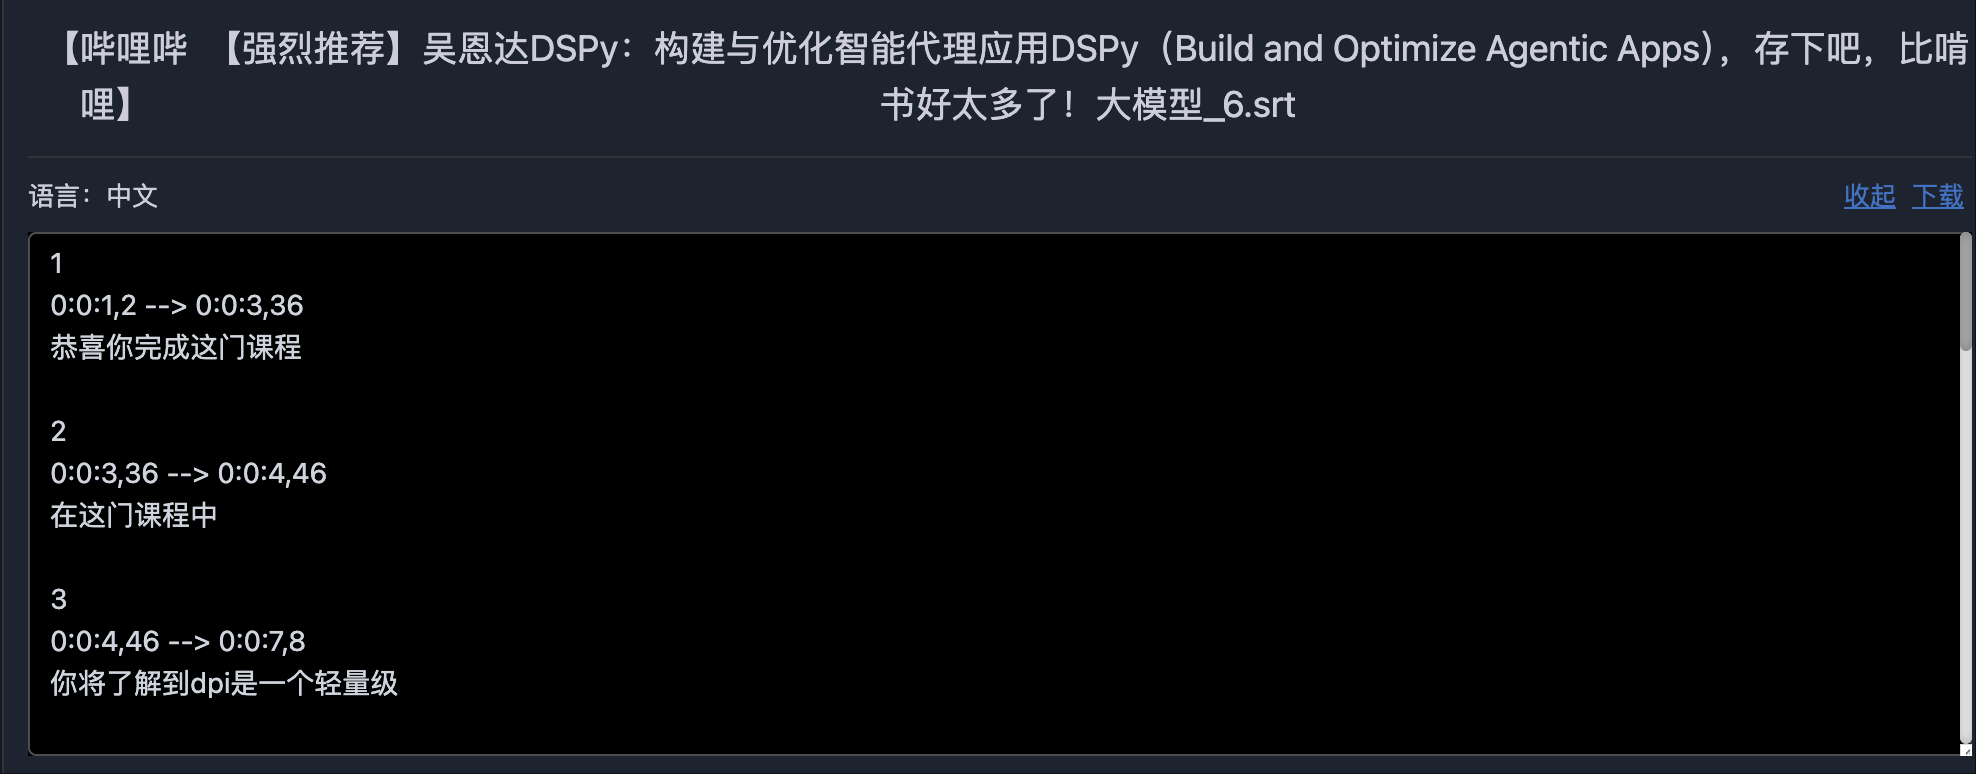 【哔哩哔哩】
【强烈推荐】吴恩达DSPy：构建与优化智能代理应用DSPy（Build and Optimize Agentic Apps），存下吧，比啃
书好太多了！大模型_6.srt
语言：中文
收起 下载
1
0:0:1,2 --> 0:0:3,36
恭喜你完成这门课程
2
0:0:3,36 --> 0:0:4,46
在这门课程中
3
0:0:4,46 --> 0:0:7,8
你将了解到dpi是一个轻量级